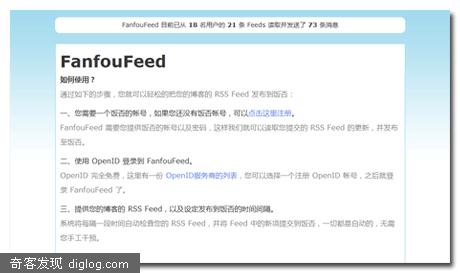 FanfouFeed 目前已从 18 名用户的 21 条 Feeds 读取并发送了 73 条消息
FanfouFeed
如何使用？
通过如下的步骤，您就可以轻松的把您的博客的 RSS Feed 发布到饭否：
一、您需要一个饭否的帐号，如果您还没有饭否帐号，可以点击这里注册。
FanfouFeed 需要您提供饭否的帐号以及密码，这样我们就可以读取您提交的 RSS Feed 的更新，并发布
至饭否。
二、使用 OpenID 登录到 FanfouFeed。
OpenID 完全免费，这里有一份 OpenID服务商的列表，您可以选择一个注册 OpenID 帐号，之后就登
录 FanfouFeed 了。
三、提供您的博客的 RSS Feed，以及设定发布到饭否的时间间隔。
系统将每隔一段时间自动检查您的 RSS Feed，并将 Feed 中的新项提交到饭否，一切都是自动的，无需
您手工干预。
奇客发现 diglog.com